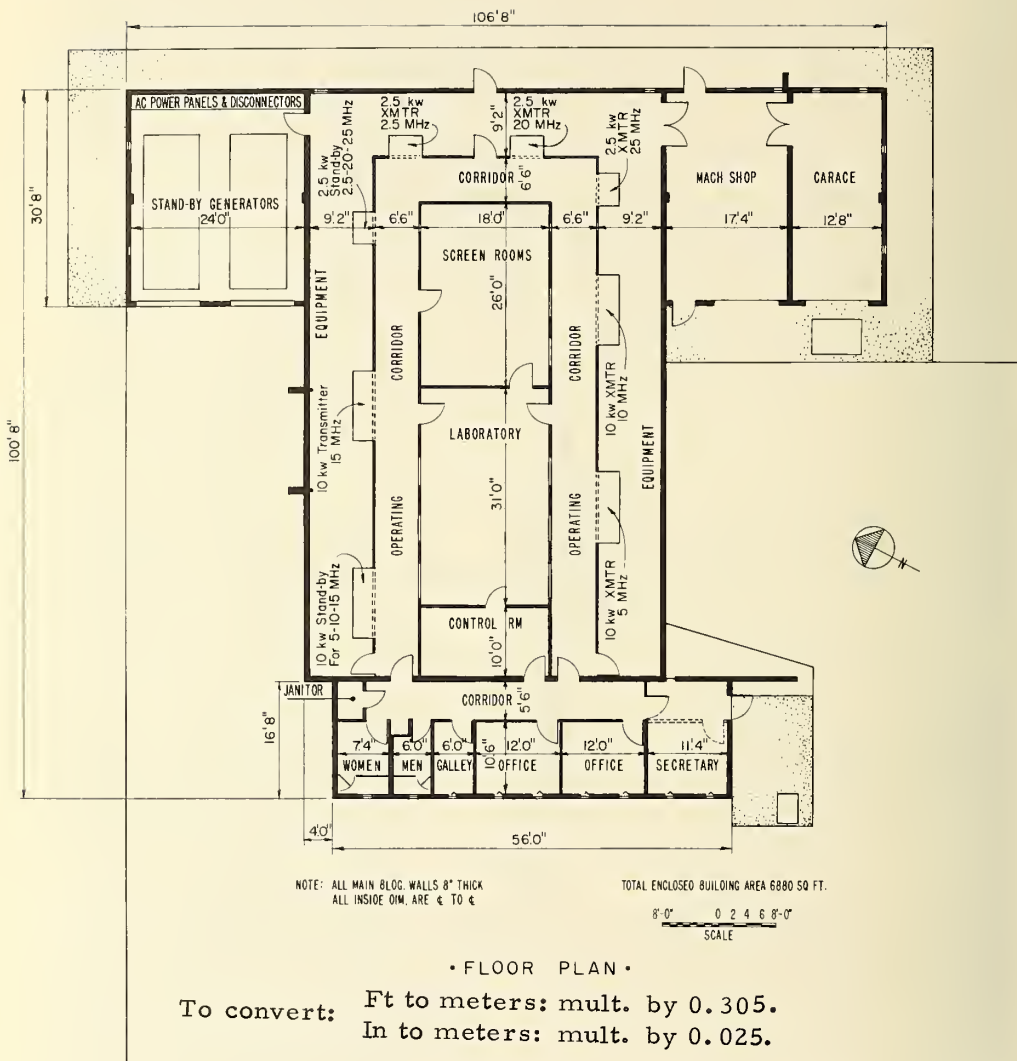 106'8"
AC POWER PANELS & DISCONNECTORS
2.5 kw
XMTR
2.5 MHz
9'2"
2.5 kw
XMTR
20 MHz
2.5 kw
XMTR
25 MHz
2.5 kw
Stand-by
2.5-20-25 MHz
CORRIDOR
6'6"
MACH SHOP
CARACE
30'8"
STAND-BY GENERATORS
24'0"
9'2"
6'6"
18'0"
6'6"
9'2"
17'4"
12'8"
SCREEN ROOMS
26'0"
EQUIPMENT
CORRIDOR
CORRIDOR
10 kw XMTR
10 MHz
100'8"
10 kw Transmitter
15 MHz
LABORATORY
31'0"
EQUIPMENT
OPERATING
OPERATING
10 kw Stand-by
For 5-10-15 MHz
10 kw XMTR
5 MHz
N
CONTROL RM
10'0"
JANITOR
CORRIDOR
5'6"
16'8"
7'4"
6'0"
6'0"
12'0"
10'6"
12'0"
11'4"
WOMEN
MEN
GALLEY
OFFICE
OFFICE
SECRETARY
4'0"
56'0"
NOTE: ALL MAIN BLOG. WALLS 8" THICK
ALL INSIDE OIM. ARE ℄ TO ℄
TOTAL ENCLOSED BUILDING AREA 6880 SQ FT.
8'-0" 0 2 4 6 8'-0"
SCALE
• FLOOR PLAN •
To convert: Ft to meters: mult. by 0.305.
In to meters: mult. by 0.025.